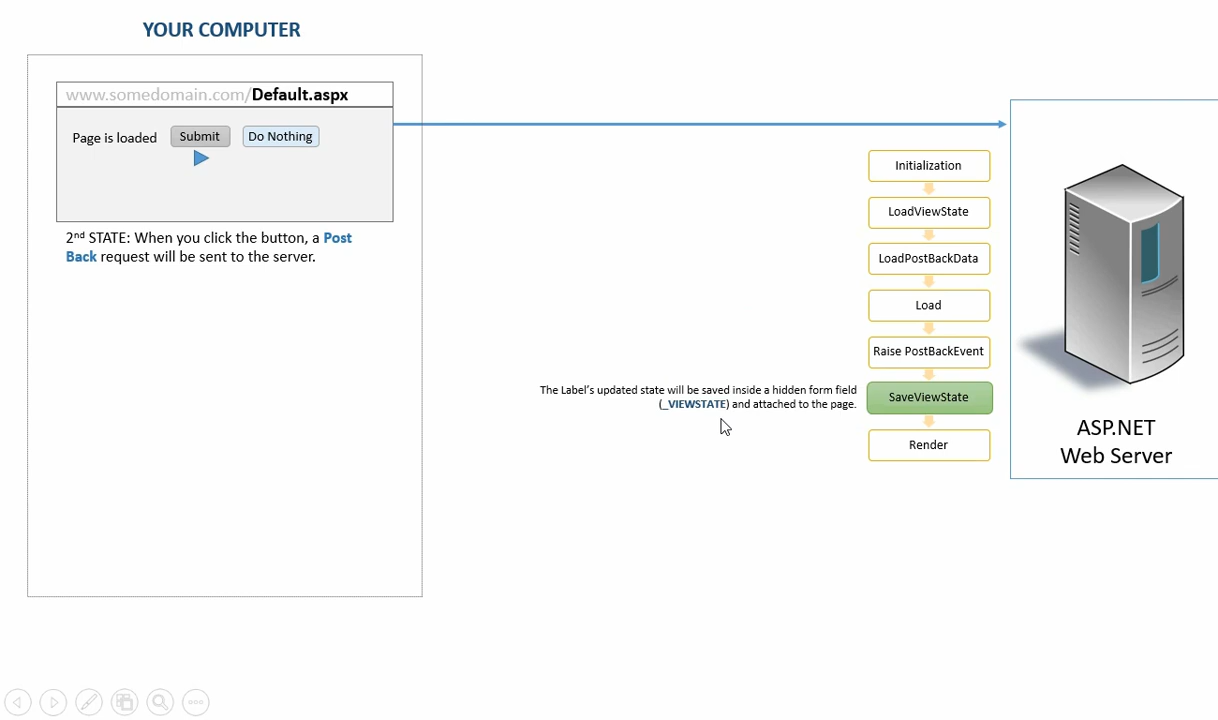 YOUR COMPUTER
www.somedomain.com/Default.aspx
Page is loaded Submit Do Nothing
2nd STATE: When you click the button, a Post
Back request will be sent to the server.
Initialization
LoadViewState
LoadPostBackData
Load
Raise PostBackEvent
The Label's updated state will be saved inside a hidden form field
(_VIEWSTATE) and attached to the page.
SaveViewState
Render
ASP.NET
Web Server